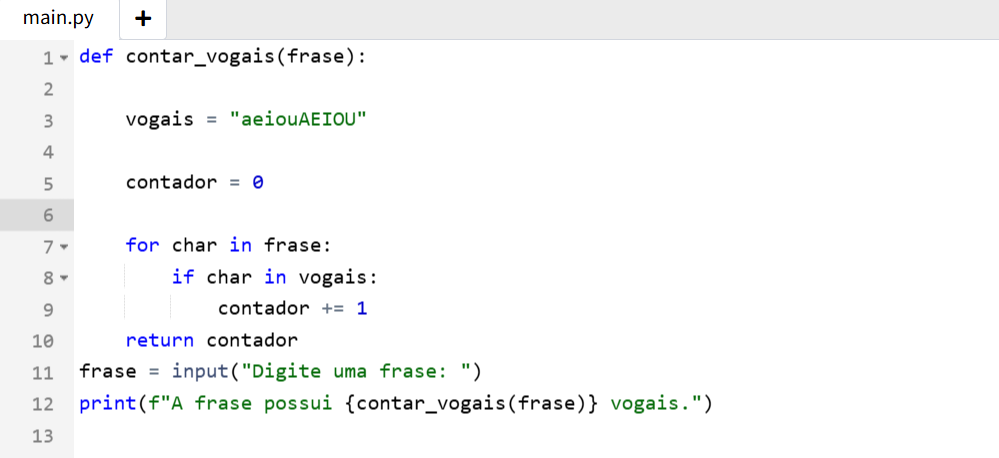 main.py +
1 def contar_vogais(frase):
2
3     vogais = "aeiouAEIOU"
4
5     contador = 0
6
7     for char in frase:
8         if char in vogais:
9             contador += 1
10     return contador
11 frase = input("Digite uma frase: ")
12 print(f"A frase possui {contar_vogais(frase)} vogais.")
13